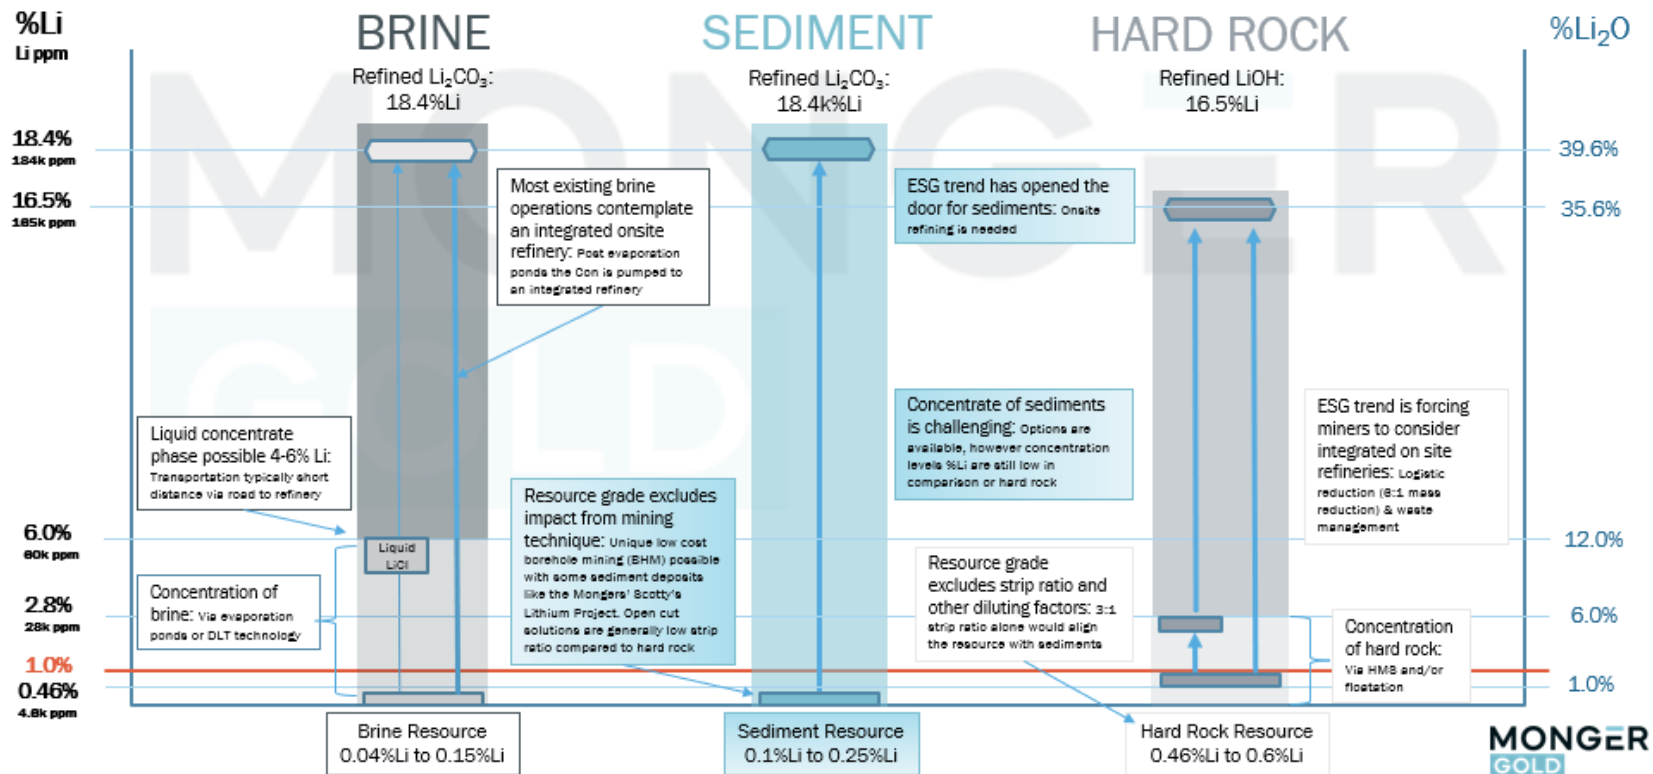 %Li
Li ppm
BRINE
SEDIMENT
HARD ROCK
%Li₂O
Refined Li₂CO₃:
18.4%Li
Refined Li₂CO₃:
18.4k%Li
Refined LiOH:
16.5%Li
18.4%
184k ppm
39.6%
16.5%
165k ppm
35.6%
Most existing brine
operations contemplate
an integrated onsite
refinery: Post evaporation
ponds the Con is pumped to
an integrated refinery
ESG trend has opened the
door for sediments: Onsite
refining is needed
Liquid concentrate
phase possible 4-6% Li:
Transportation typically short
distance via road to refinery
Concentrate of sediments
is challenging: Options are
available, however concentration
levels %Li are still low in
comparison or hard rock
ESG trend is forcing
miners to consider
integrated on site
refineries: Logistic
reduction (6:1 mass
reduction) & waste
management
Resource grade excludes
impact from mining
technique: Unique low cost
borehole mining (BHM) possible
with some sediment deposits
like the Mongers' Scotty's
Lithium Project. Open cut
solutions are generally low strip
ratio compared to hard rock
6.0%
60k ppm
12.0%
Liquid
LiCl
Resource grade
excludes strip ratio and
other diluting factors: 3:1
strip ratio alone would align
the resource with sediments
Concentration of
brine: Via evaporation
ponds or DLT technology
2.8%
28k ppm
6.0%
Concentration
of hard rock:
Via HMS and/or
floatation
1.0%
0.46%
4.6k ppm
1.0%
Brine Resource
0.04%Li to 0.15%Li
Sediment Resource
0.1%Li to 0.25%Li
Hard Rock Resource
0.46%Li to 0.6%Li
MONGER
GOLD
MONGER
GOLD